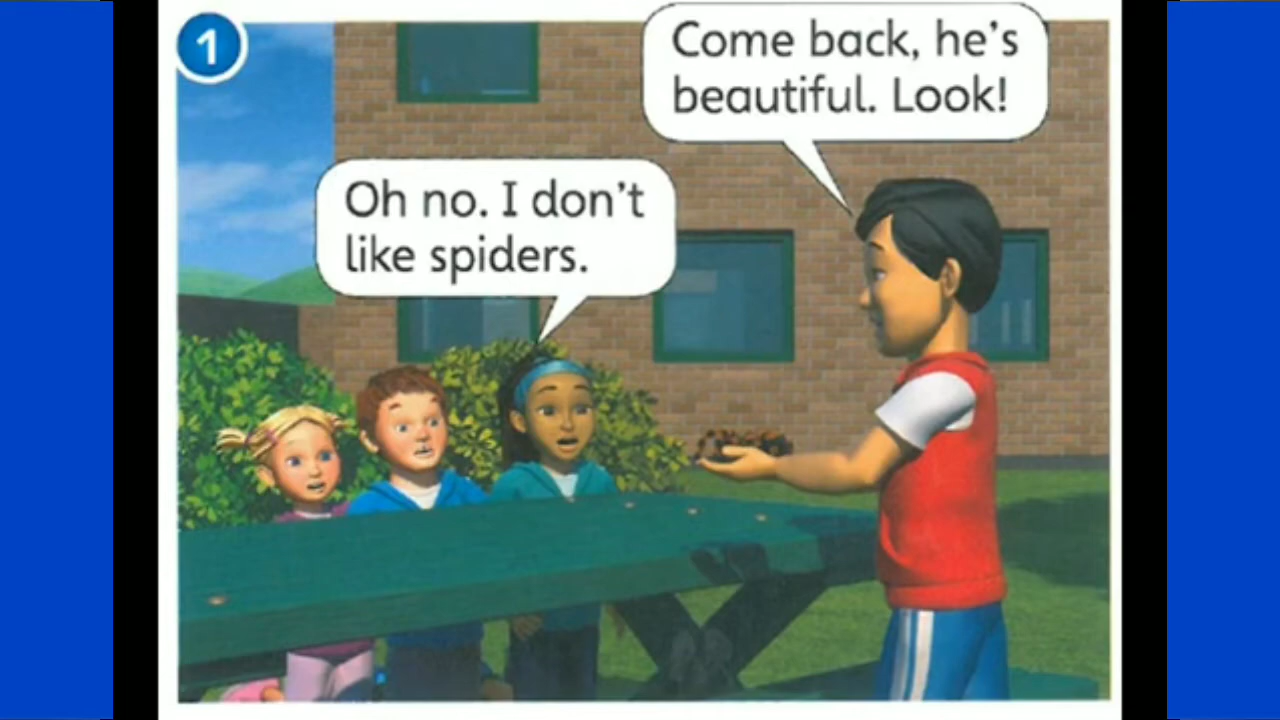 1
Come back, he's
beautiful. Look!
Oh no. I don't
like spiders.